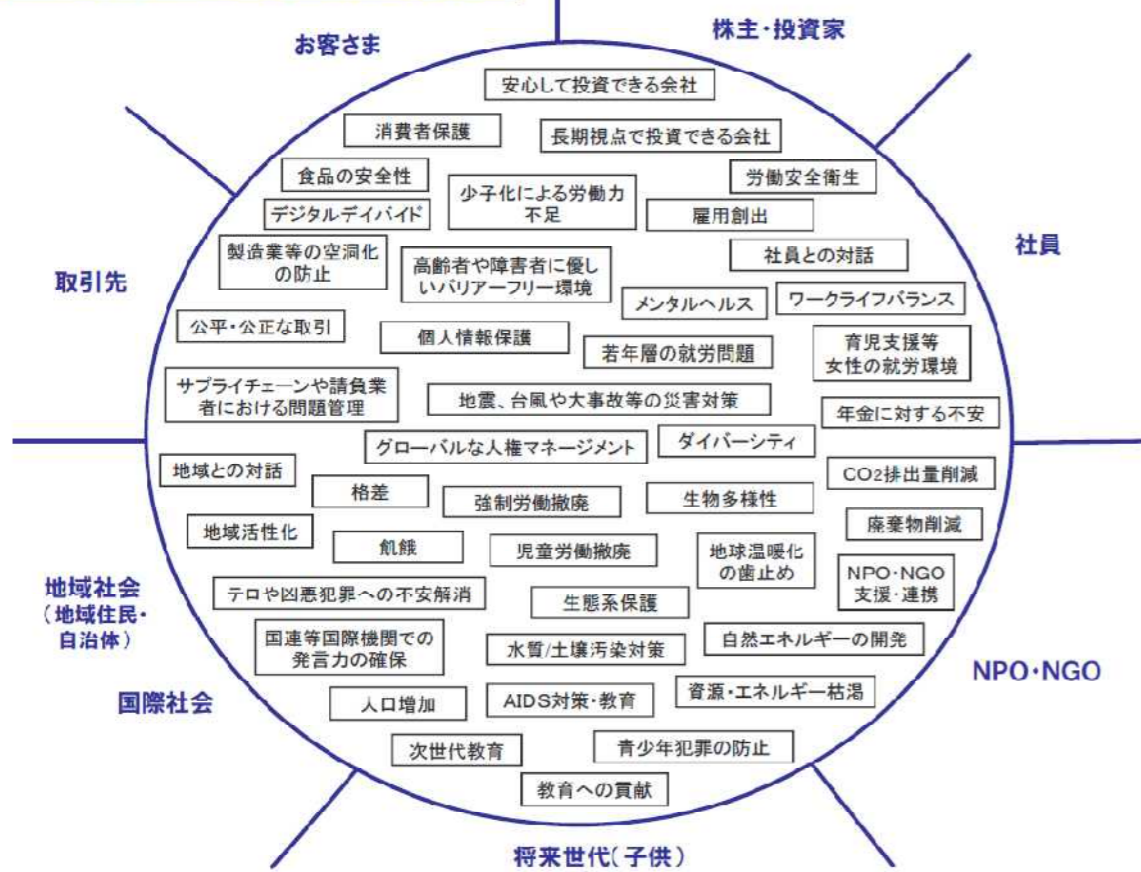 お客さま
株主・投資家
安心して投資できる会社
消費者保護
長期視点で投資できる会社
食品の安全性
少子化による労働力
不足
労働安全衛生
デジタルデイバイド
雇用創出
製造業等の空洞化
の防止
高齢者や障害者に優し
いバリアーフリー環境
社員との対話
社員
取引先
メンタルヘルス
ワークライフバランス
公平・公正な取引
個人情報保護
若年層の就労問題
育児支援等
女性の就労環境
サプライチェーンや請負業
者における問題管理
地震、台風や大事故等の災害対策
年金に対する不安
グローバルな人権マネージメント
ダイバーシティ
地域との対話
格差
強制労働撤廃
生物多様性
CO2排出量削減
地域活性化
飢餓
児童労働撤廃
地球温暖化
の歯止め
廃棄物削減
NPO・NGO
支援・連携
地域社会
(地域住民・
自治体)
テロや凶悪犯罪への不安解消
生態系保護
国連等国際機関での
発言力の確保
水質/土壌汚染対策
自然エネルギーの開発
NPO・NGO
国際社会
人口増加
AIDS対策・教育
資源・エネルギー枯渇
次世代教育
青少年犯罪の防止
教育への貢献
将来世代(子供)